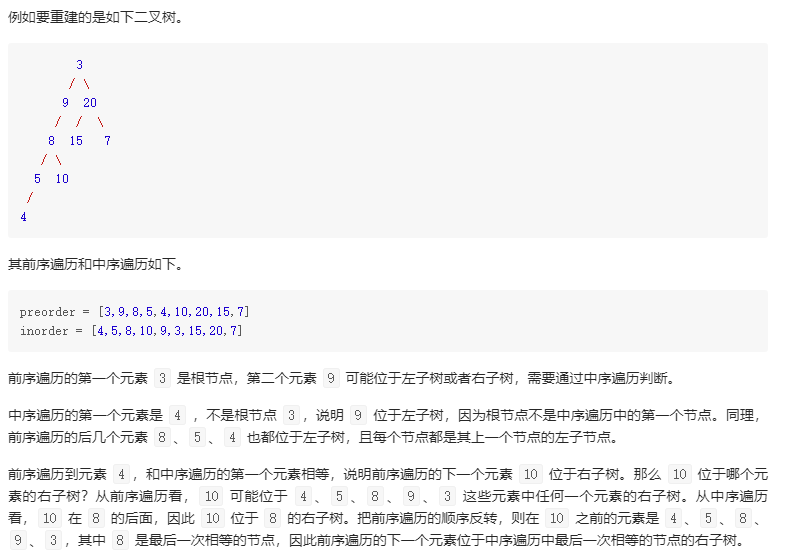 例如要重建的是如下二叉树。
3
/ \
9 20
/ / \
8 15 7
/ \
5 10
/
4
其前序遍历和中序遍历如下。
preorder = [3,9,8,5,4,10,20,15,7]
inorder = [4,5,8,10,9,3,15,20,7]
前序遍历的第一个元素 3 是根节点，第二个元素 9 可能位于左子树或者右子树，需要通过中序遍历判断。
中序遍历的第一个元素是 4 ，不是根节点 3 ，说明 9 位于左子树，因为根节点不是中序遍历中的第一个节点。同理，
前序遍历的后几个元素 8 、 5 、 4 也都位于左子树，且每个节点都是其上一个节点的左子节点。
前序遍历到元素 4 ，和中序遍历的第一个元素相等，说明前序遍历的下一个元素 10 位于右子树。那么 10 位于哪个元
素的右子树？从前序遍历看， 10 可能位于 4 、 5 、 8 、 9 、 3 这些元素中任何一个元素的右子树。从中序遍历
看， 10 在 8 的后面，因此 10 位于 8 的右子树。把前序遍历的顺序反转，则在 10 之前的元素是 4 、 5 、 8 、
9 、 3 ，其中 8 是最后一次相等的节点，因此前序遍历的下一个元素位于中序遍历中最后一次相等的节点的右子树。